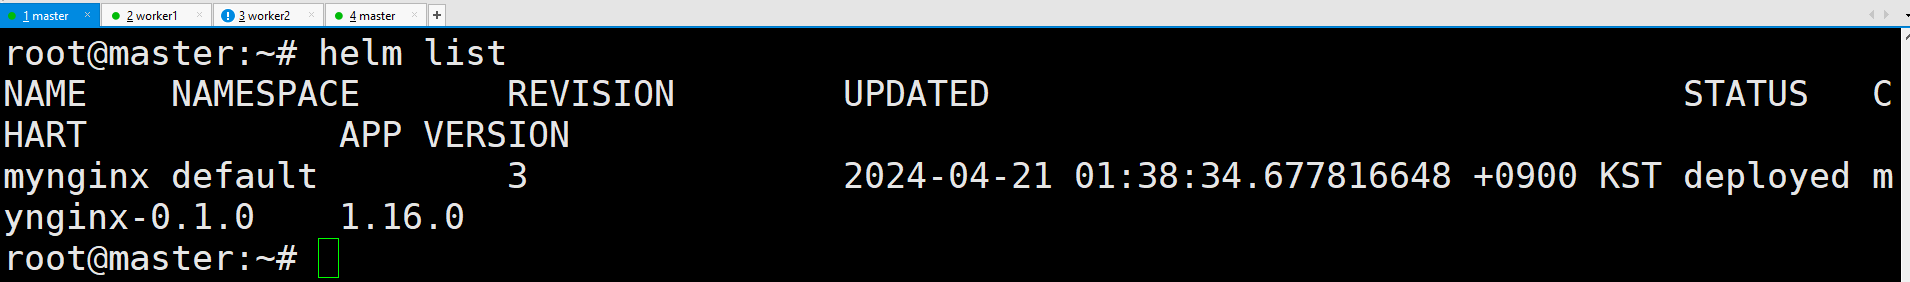 1 master 2 worker1 3 worker2 4 master
root@master:~# helm list
NAME NAMESPACE REVISION UPDATED STATUS C
HART APP VERSION
mynginx default 3 2024-04-21 01:38:34.677816648 +0900 KST deployed m
ynginx-0.1.0 1.16.0
root@master:~#